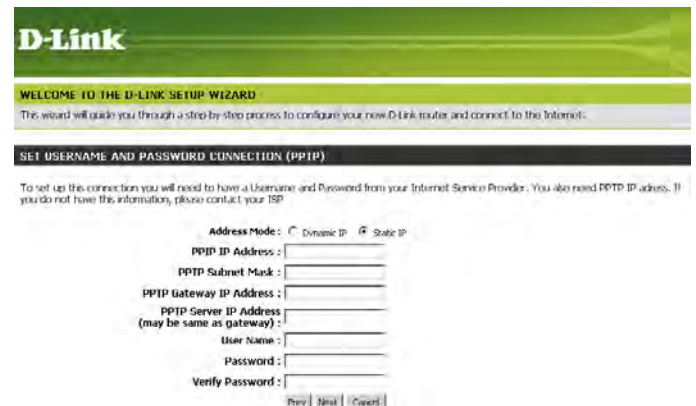 D-Link
WELCOME TO THE D-LINK SETUP WIZARD
This wizard will guide you through a step-by-step process to configure your new D-Link router and connect to the Internet.
SET USERNAME AND PASSWORD CONNECTION (PPTP)
To set up this connection you will need to have a Username and Password from your Internet Service Provider. You also need PPTP IP adress. If
you do not have this information, please contact your ISP
Address Mode : Dynamic IP Static IP
PPTP IP Address :
PPTP Subnet Mask :
PPTP Gateway IP Address :
PPTP Server IP Address
(may be same as gateway) :
User Name :
Password :
Verify Password :
Prev Next Cancel